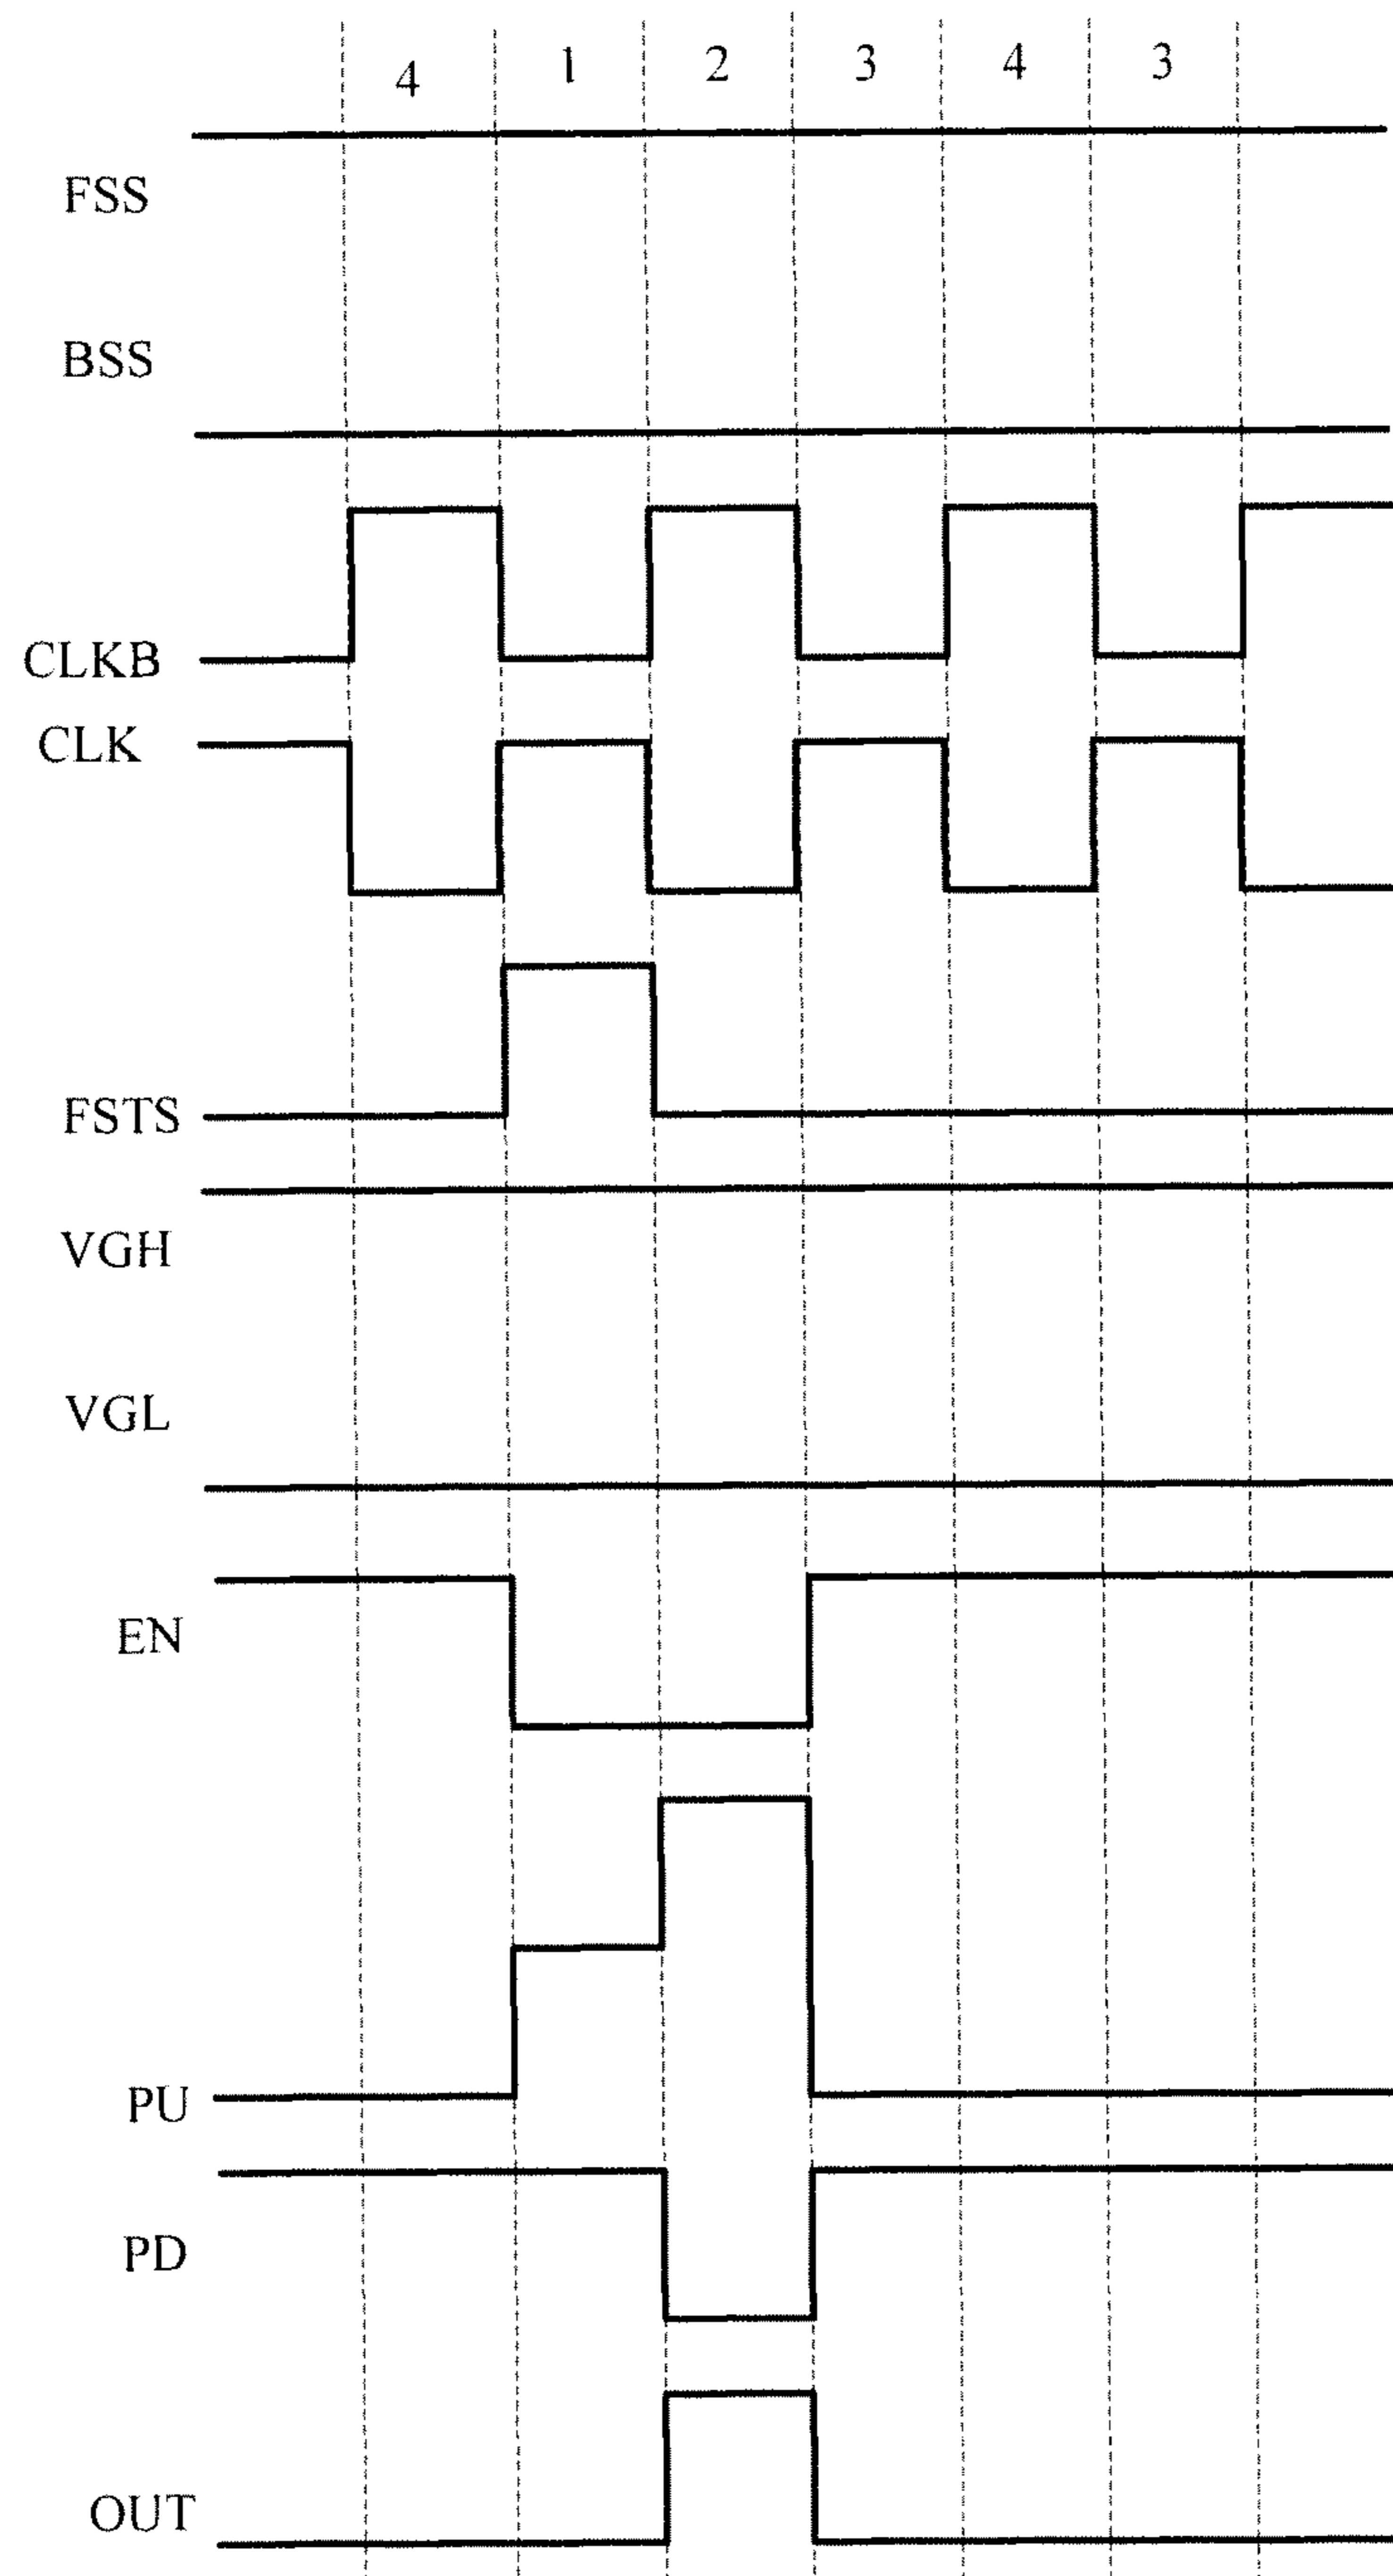 4 1 2 3 4 3
FSS
BSS
CLKB
CLK
FSTS
VGH
VGL
EN
PU
PD
OUT